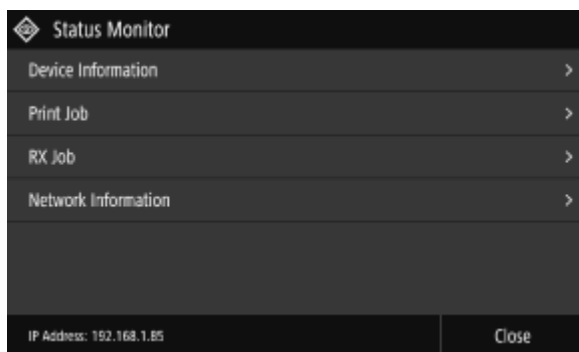 Status Monitor
Device Information
Print Job
RX Job
Network Information
IP Address: 192.168.1.85
Close